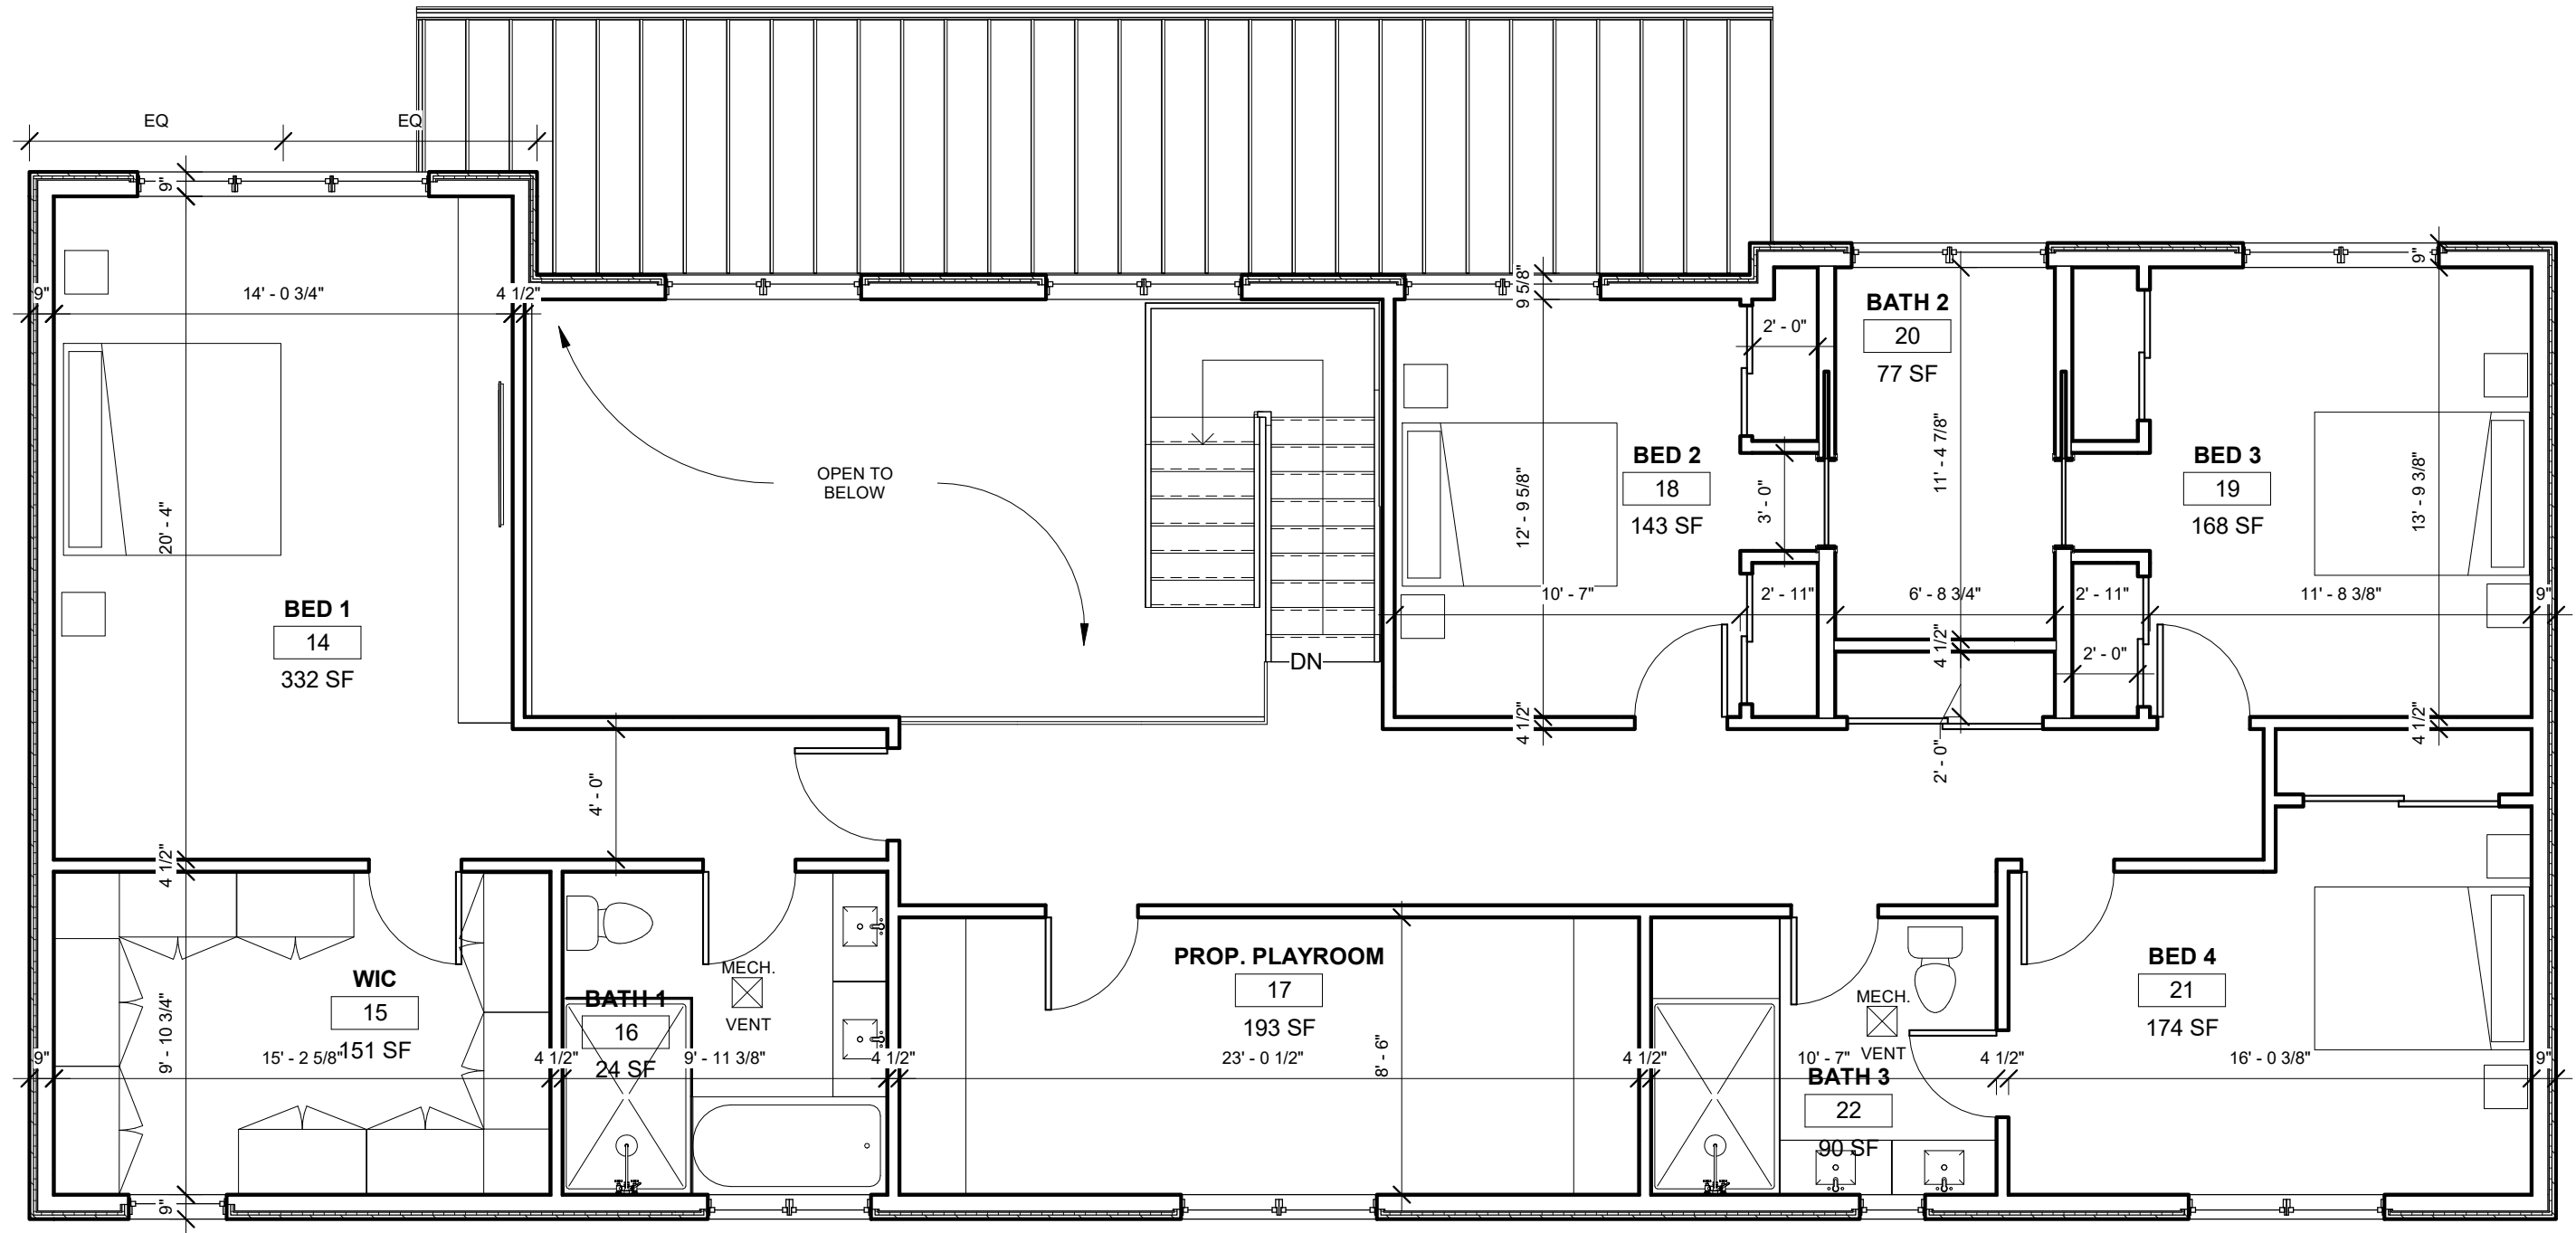 EQ
EQ
9"
9"
14' - 0 3/4"
4 1/2"
20' - 4"
BED 1
14
332 SF
OPEN TO
BELOW
DN
9 5/8"
BED 2
18
143 SF
12' - 9 5/8"
10' - 7"
2' - 0"
3' - 0"
2' - 11"
BATH 2
20
77 SF
11' - 4 7/8"
6' - 8 3/4"
4 1/2"
2' - 0"
2' - 11"
2' - 0"
BED 3
19
168 SF
9"
13' - 9 3/8"
11' - 8 3/8"
9"
4 1/2"
4 1/2"
4' - 0"
4 1/2"
WIC
15
151 SF
9' - 10 3/4"
9"
15' - 2 5/8"
4 1/2"
9"
BATH 1
16
24 SF
MECH.
VENT
9' - 11 3/8"
4 1/2"
PROP. PLAYROOM
17
193 SF
23' - 0 1/2"
8' - 6"
4 1/2"
MECH.
VENT
10' - 7"
BATH 3
22
90 SF
4 1/2"
BED 4
21
174 SF
16' - 0 3/8"
9"